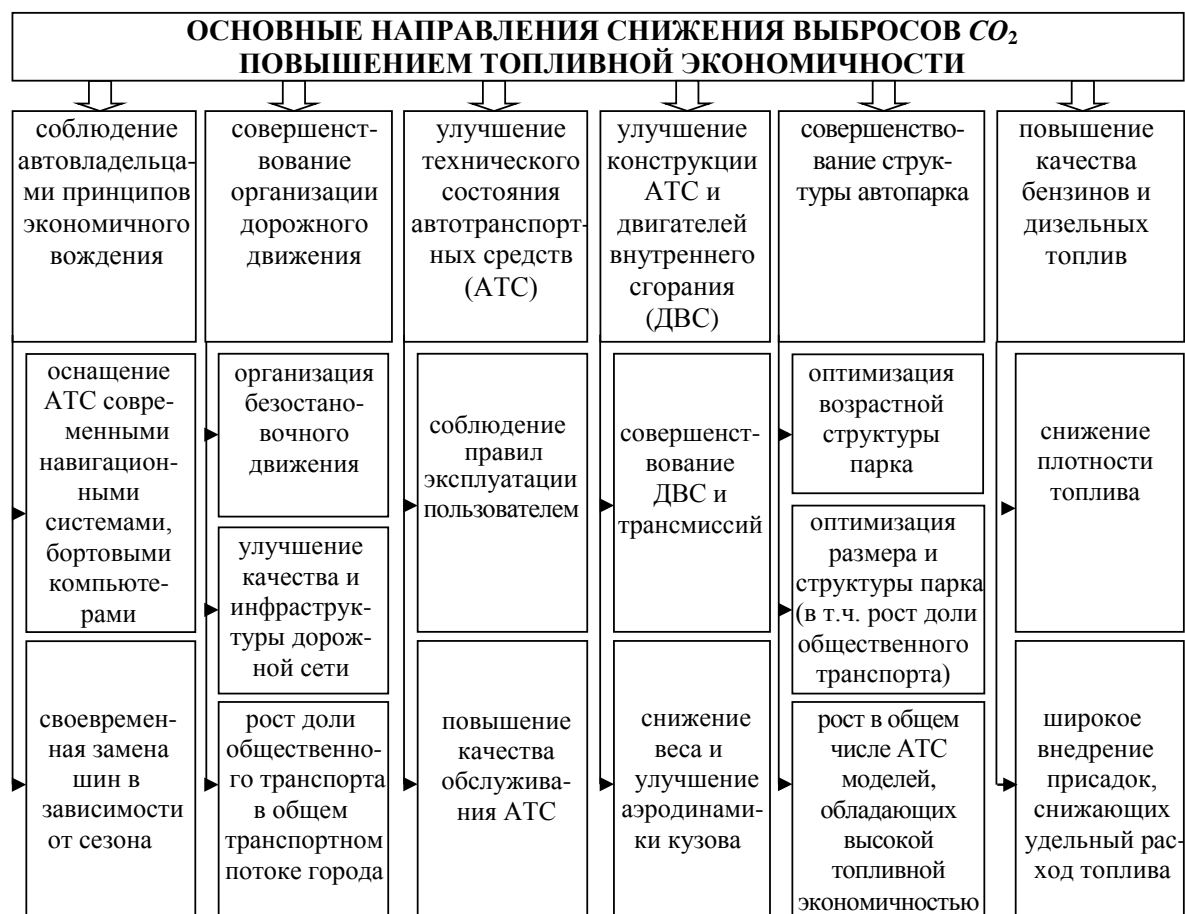 ОСНОВНЫЕ НАПРАВЛЕНИЯ СНИЖЕНИЯ ВЫБРОСОВ CO₂
ПОВЫШЕНИЕМ ТОПЛИВНОЙ ЭКОНОМИЧНОСТИ
соблюдение
автовладельца-
ми принципов
экономичного
вождения
совершенст-
вование
организации
дорожного
движения
улучшение
технического
состояния
автотранспорт-
ных средств
(АТС)
улучшение
конструкции
АТС и
двигателей
внутреннего
сгорания
(ДВС)
совершенство-
вание струк-
туры автопарка
повышение
качества
бензинов и
дизельных
топлив
оснащение
АТС совре-
менными
навигацион-
ными
системами,
бортовыми
компьюте-
рами
своевремен-
ная замена
шин в
зависимости
от сезона
организация
безостано-
вочного
движения
улучшение
качества и
инфраструк-
туры дорож-
ной сети
рост доли
общественно-
го транспорта
в общем
транспортном
потоке города
соблюдение
правил
эксплуатации
пользователем
повышение
качества
обслужива-
ния АТС
совершенст-
вование
ДВС и
трансмиссий
снижение
веса и
улучшение
аэродинами-
ки кузова
оптимизация
возрастной
структуры
парка
оптимизация
размера и
структуры парка
(в т.ч. рост доли
общественного
транспорта)
рост в общем
числе АТС
моделей,
обладающих
высокой
топливной
экономичностью
снижение
плотности
топлива
широкое
внедрение
присадок,
снижающих
удельный рас-
ход топлива